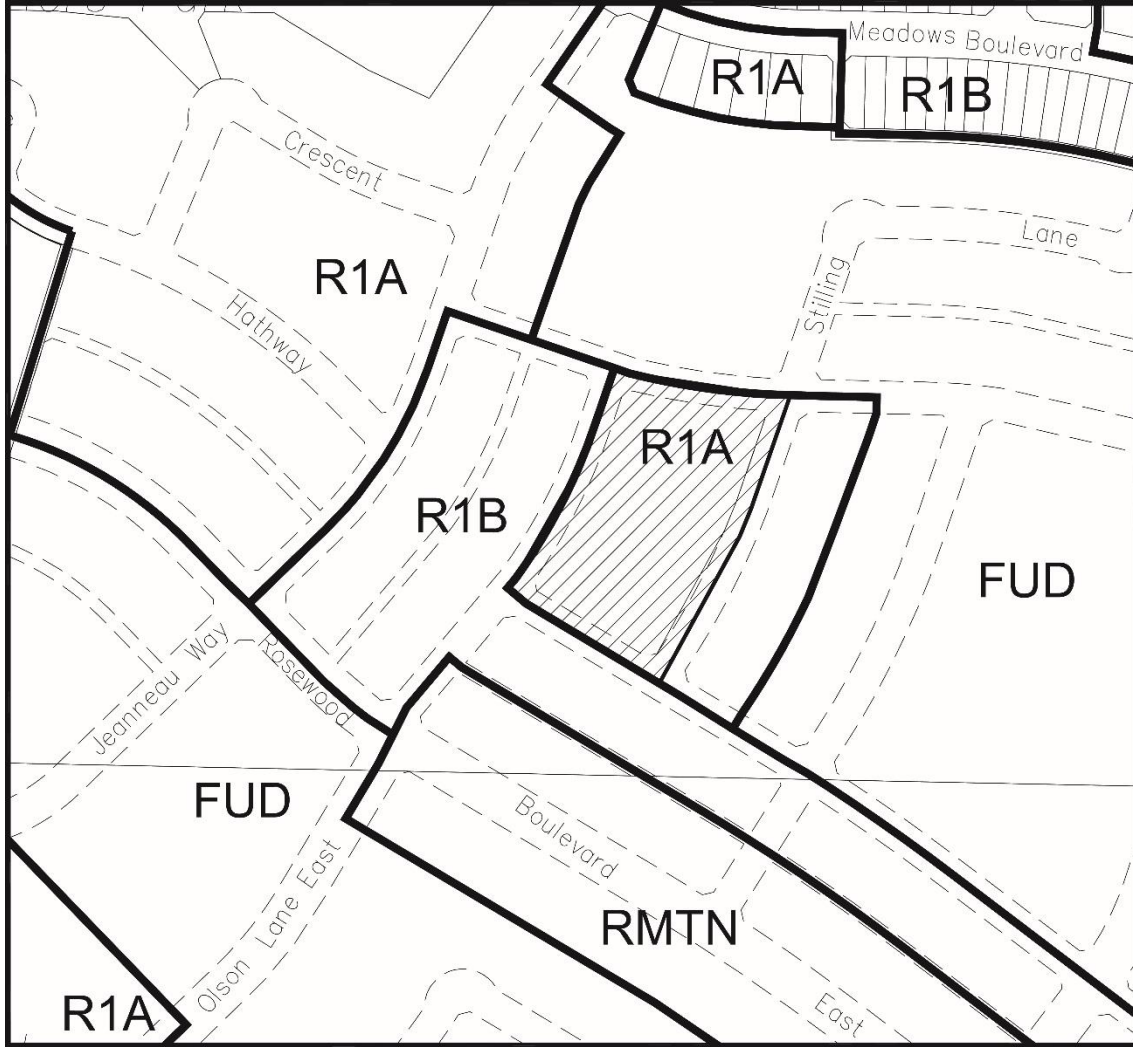 Meadows Boulevard
R1A
R1B
Crescent
Lane
R1A
Stilling
Hathway
R1A
R1B
FUD
Jeanneau Way
Rosewood
FUD
Boulevard
RMTN
Olson Lane East
R1A
East